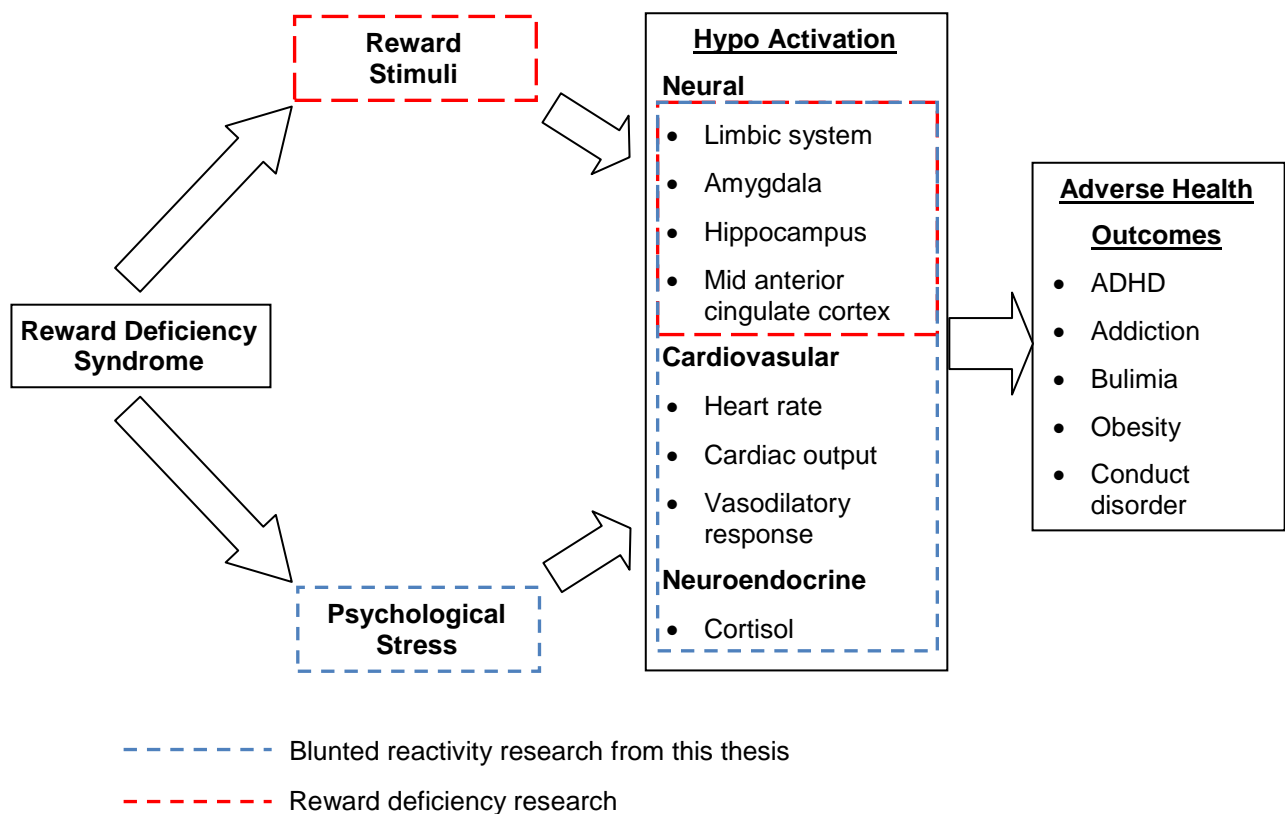 Reward
Stimuli
Reward Deficiency
Syndrome
Psychological
Stress
Hypo Activation
Neural
• Limbic system
• Amygdala
• Hippocampus
• Mid anterior
cingulate cortex
Cardiovasular
• Heart rate
• Cardiac output
• Vasodilatory
response
Neuroendocrine
• Cortisol
Adverse Health
Outcomes
• ADHD
• Addiction
• Bulimia
• Obesity
• Conduct
disorder
Blunted reactivity research from this thesis
Reward deficiency research